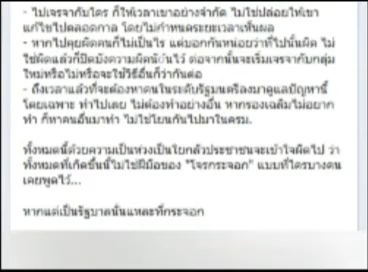 - ไปเจรจากับใคร ก็ให้เวลาเขาอย่างจำกัด ไม่ใช่ปล่อยให้เขา
แก้ไขไปตลอดกาล โดยไม่กำหนดระยะเวลาเห็นผล
- หากไปคุยผิดคนก็ไม่เป็นไร แต่บอกกันหน่อยว่าที่ไปนั้นผิด ไม่
ใช่ผิดแล้วก็ปิดบังความผิดนั้นไว้ ต่อจากนั้นจะเริ่มเจรจากับกลุ่ม
ใหม่หรือไม่หรือจะใช้วิธีอื่นก็ว่ากันต่อ
- ถึงเวลาแล้วที่จะต้องหาคนในระดับรัฐมนตรีลงมาดูแลปัญหานี้
โดยเฉพาะ ทำไปเลย ไม่ต้องทำอย่างอื่น หากรองเฉลิมไม่อยาก
ทำ ก็หาคนอื่นมาทำ ไม่ใช่โยนกันไปมาในครม.
ทั้งหมดนี้ด้วยความเป็นห่วงเป็นใยกลัวประชาชนจะเข้าใจผิดไป ว่า
ทั้งหมดที่เกิดขึ้นนี้ไม่ใช่ฝีมือของ "โจรกระจอก" แบบที่ใครบางคน
เคยพูดไว้...
หากแต่เป็นรัฐบาลนั่นแหละที่กระจอก